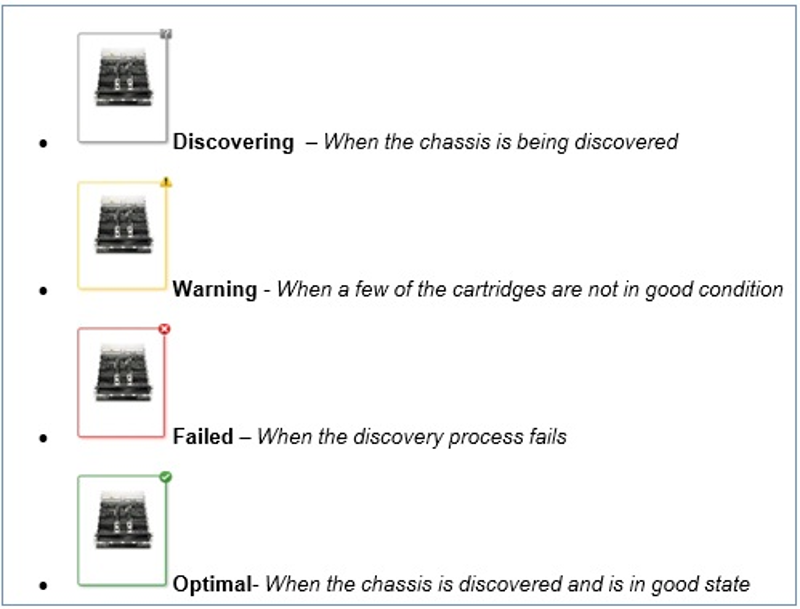 Discovering – When the chassis is being discovered
Warning - When a few of the cartridges are not in good condition
Failed – When the discovery process fails
Optimal- When the chassis is discovered and is in good state